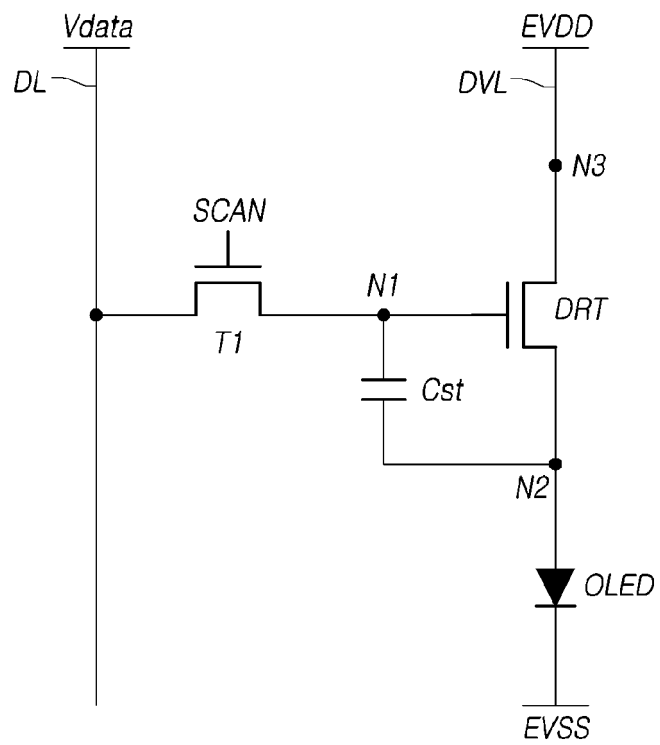 Vdata
EVDD
DL
DVL
N3
SCAN
N1
DRT
T1
Cst
N2
OLED
EVSS